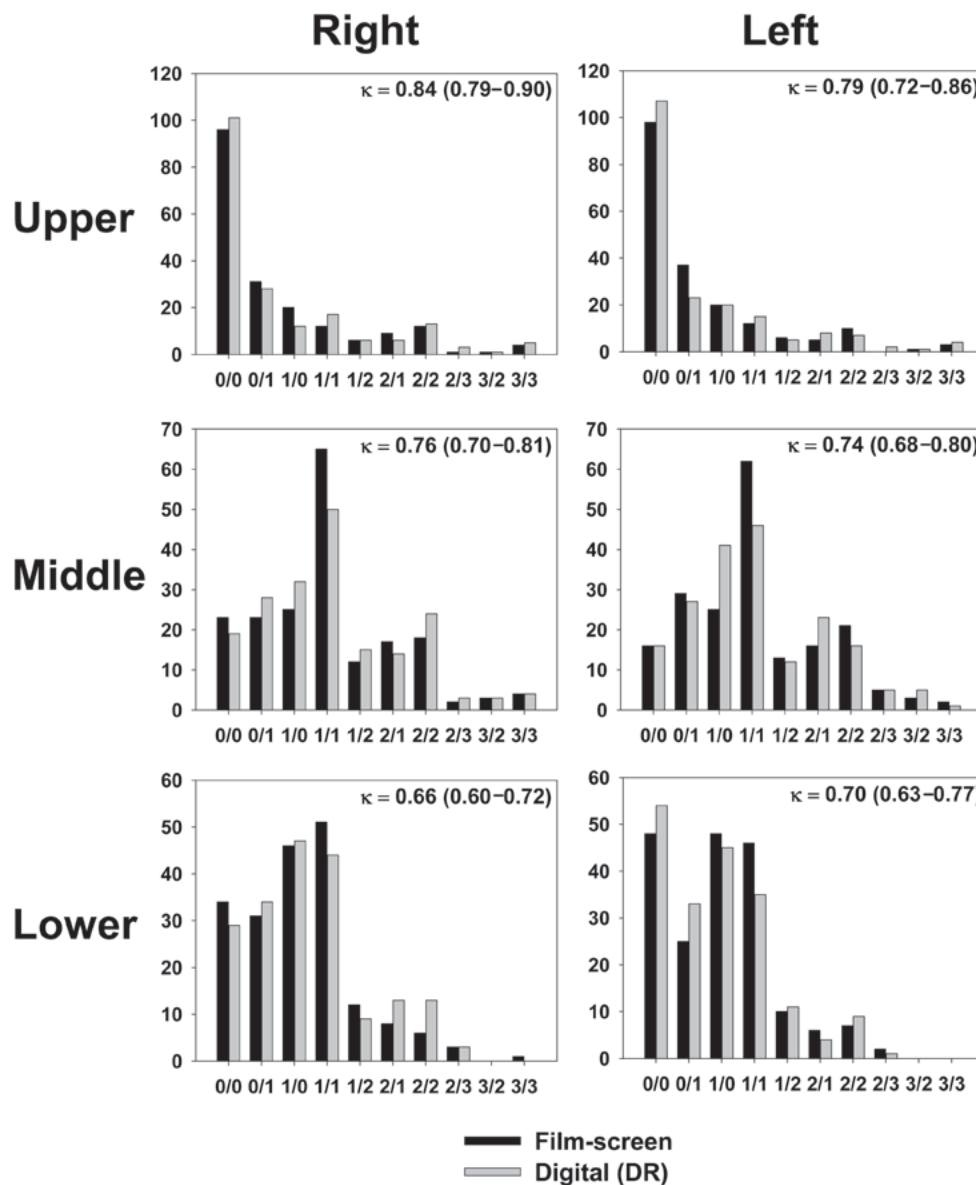 Right Left
Upper
κ = 0.84 (0.79−0.90)
120
100
80
60
40
20
0
0/0 0/1 1/0 1/1 1/2 2/1 2/2 2/3 3/2 3/3
κ = 0.79 (0.72−0.86)
120
100
80
60
40
20
0
0/0 0/1 1/0 1/1 1/2 2/1 2/2 2/3 3/2 3/3
Middle
κ = 0.76 (0.70−0.81)
70
60
50
40
30
20
10
0
0/0 0/1 1/0 1/1 1/2 2/1 2/2 2/3 3/2 3/3
κ = 0.74 (0.68−0.80)
70
60
50
40
30
20
10
0
0/0 0/1 1/0 1/1 1/2 2/1 2/2 2/3 3/2 3/3
Lower
κ = 0.66 (0.60−0.72)
60
50
40
30
20
10
0
0/0 0/1 1/0 1/1 1/2 2/1 2/2 2/3 3/2 3/3
κ = 0.70 (0.63−0.77)
60
50
40
30
20
10
0
0/0 0/1 1/0 1/1 1/2 2/1 2/2 2/3 3/2 3/3
Film-screen
Digital (DR)